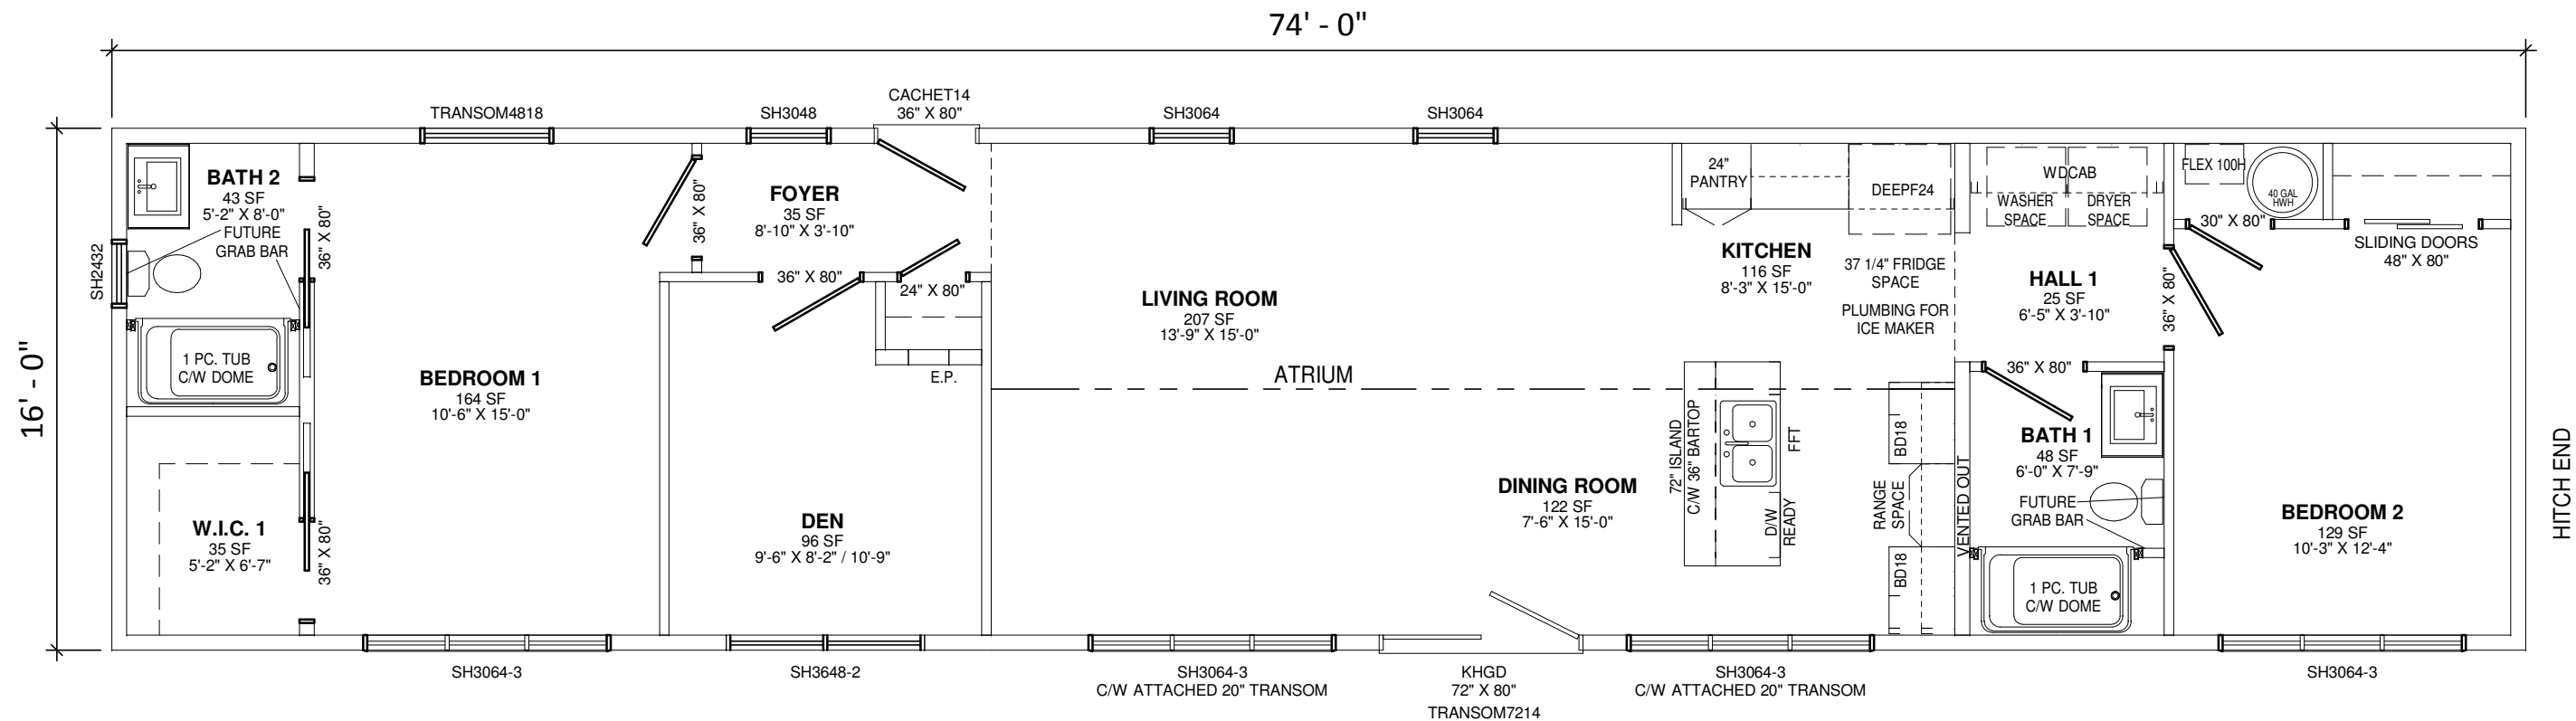 74' - 0"
16' - 0"
TRANSOM4818
SH3048
CACHET14
36" X 80"
SH3064
SH3064
BATH 2
43 SF
5'-2" X 8'-0"
FUTURE
GRAB BAR
SH2432
36" X 80"
1 PC. TUB
C/W DOME
W.I.C. 1
35 SF
5'-2" X 6'-7"
36" X 80"
BEDROOM 1
164 SF
10'-6" X 15'-0"
36" X 80"
FOYER
35 SF
8'-10" X 3'-10"
36" X 80"
24" X 80"
E.P.
DEN
96 SF
9'-6" X 8'-2" / 10'-9"
LIVING ROOM
207 SF
13'-9" X 15'-0"
ATRIUM
DINING ROOM
122 SF
7'-6" X 15'-0"
24"
PANTRY
DEEPF24
KITCHEN
116 SF
8'-3" X 15'-0"
37 1/4" FRIDGE
SPACE
PLUMBING FOR
ICE MAKER
72" ISLAND
C/W 36" BARTOP
FFT
D/W
READY
BD18
RANGE
SPACE
BD18
VENTED OUT
WDCAB
WASHER
SPACE
DRYER
SPACE
HALL 1
25 SF
6'-5" X 3'-10"
36" X 80"
36" X 80"
BATH 1
48 SF
6'-0" X 7'-9"
FUTURE
GRAB BAR
1 PC. TUB
C/W DOME
FLEX 100H
40 GAL
HWH
30" X 80"
SLIDING DOORS
48" X 80"
BEDROOM 2
129 SF
10'-3" X 12'-4"
HITCH END
SH3064-3
SH3648-2
SH3064-3
C/W ATTACHED 20" TRANSOM
KHGD
72" X 80"
TRANSOM7214
SH3064-3
C/W ATTACHED 20" TRANSOM
SH3064-3